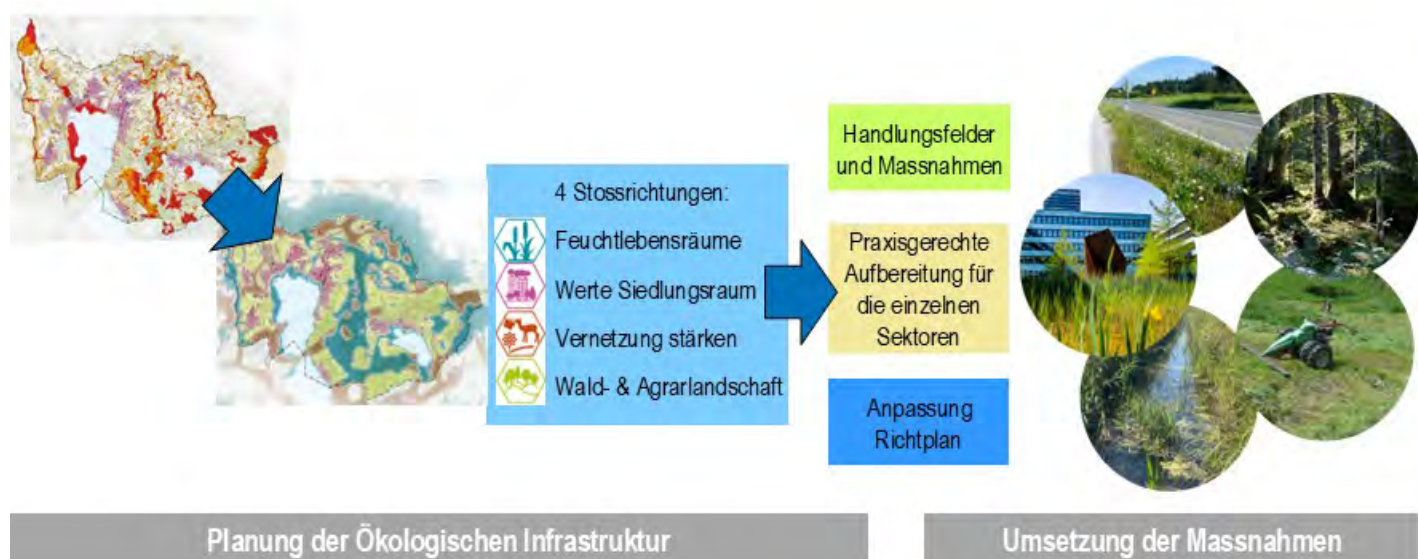 4 Stossrichtungen:
Feuchtlebensräume
Werte Siedlungsraum
Vernetzung stärken
Wald- & Agrarlandschaft
Handlungsfelder
und Massnahmen
Praxisgerechte
Aufbereitung für
die einzelnen
Sektoren
Anpassung
Richtplan
Planung der Ökologischen Infrastruktur
Umsetzung der Massnahmen